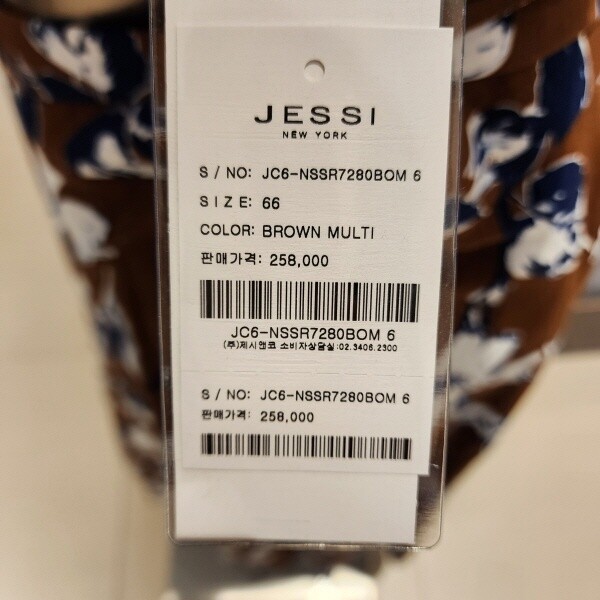 JESSI
NEW YORK
S / NO: JC6-NSSR7280BOM 6
SIZE: 66
COLOR: BROWN MULTI
판매가격: 258,000
JC6-NSSR7280BOM 6
(주)제시앤코 소비자상담실:02.3406.2300
S / NO: JC6-NSSR7280BOM 6
판매가격: 258,000